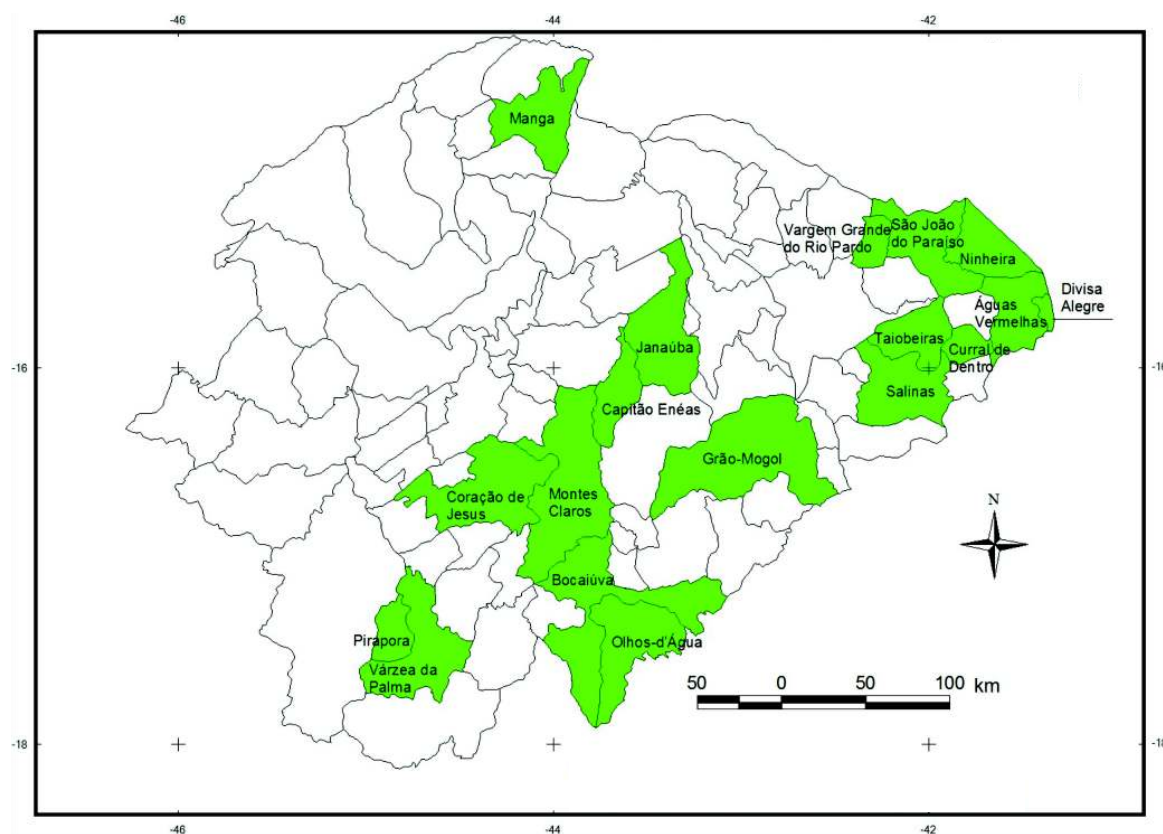 -46
-44
-42
Manga
São João
do Paraíso
Vargem Grande
do Rio Pardo
Ninheira
Divisa
Alegre
Águas
Vermelhas
Taiobeiras
Janaúba
Curral de
Dentro
-16
Salinas
Capitão Enéas
Grão-Mogol
Coração de
Jesus
Montes
Claros
N
Bocaiúva
Pirapora
Olhos-d'Água
Várzea da
Palma
50
0
50
100
km
-18
-18
-46
-44
-42